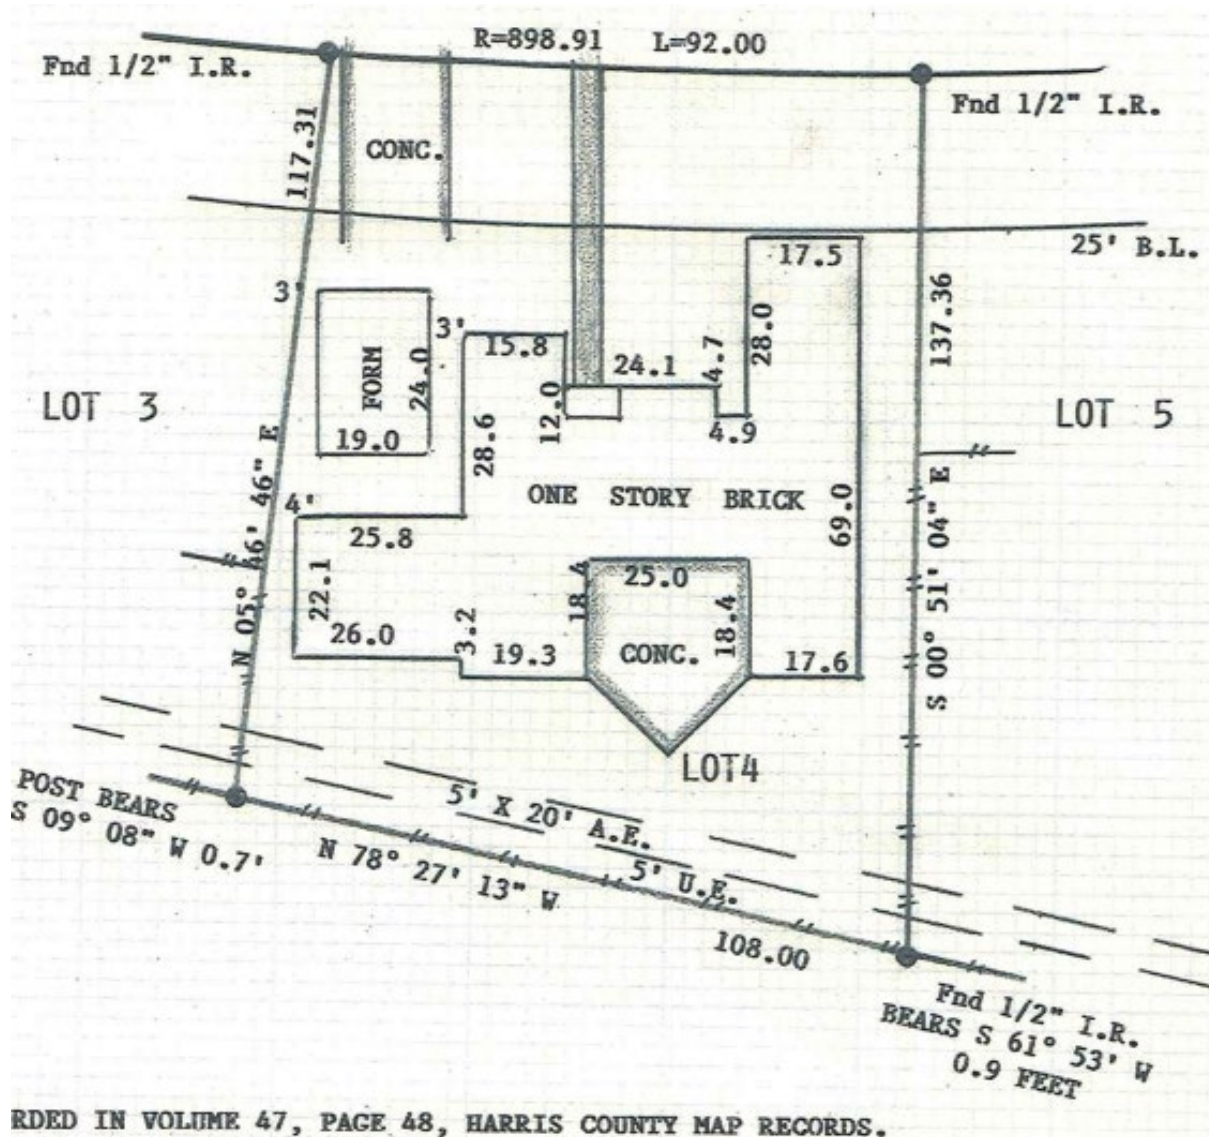 R=898.91 L=92.00
Fnd 1/2" I.R.
Fnd 1/2" I.R.
117.31
CONC.
25' B.L.
17.5
3'
3'
15.8
FORM
24.0
19.0
24.1
4.7
28.0
137.36
LOT 3
LOT 5
12.0
4.9
28.6
ONE STORY BRICK
69.0
4'
25.8
N 05° 46' 46" E
S 00° 51' 04" E
22.1
26.0
3.2
19.3
18.4
25.0
18.4
CONC.
17.6
LOT4
POST BEARS
S 09° 08" W 0.7'
5' X 20' A.E.
5' U.E.
N 78° 27' 13" W
108.00
Fnd 1/2" I.R.
BEARS S 61° 53' W
0.9 FEET
RDED IN VOLUME 47, PAGE 48, HARRIS COUNTY MAP RECORDS.